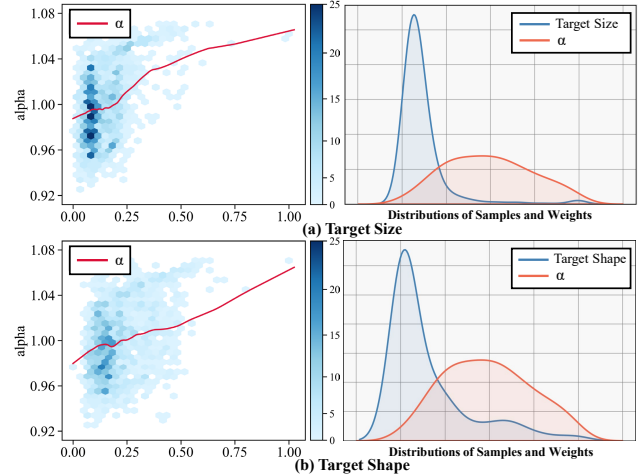 α
alpha
1.08
1.04
1.00
0.96
0.92
0.00 0.25 0.50 0.75 1.00
25
20
15
10
5
0
Target Size
α
Distributions of Samples and Weights
(a) Target Size
α
alpha
1.08
1.04
1.00
0.96
0.92
0.00 0.25 0.50 0.75 1.00
25
20
15
10
5
0
Target Shape
α
Distributions of Samples and Weights
(b) Target Shape